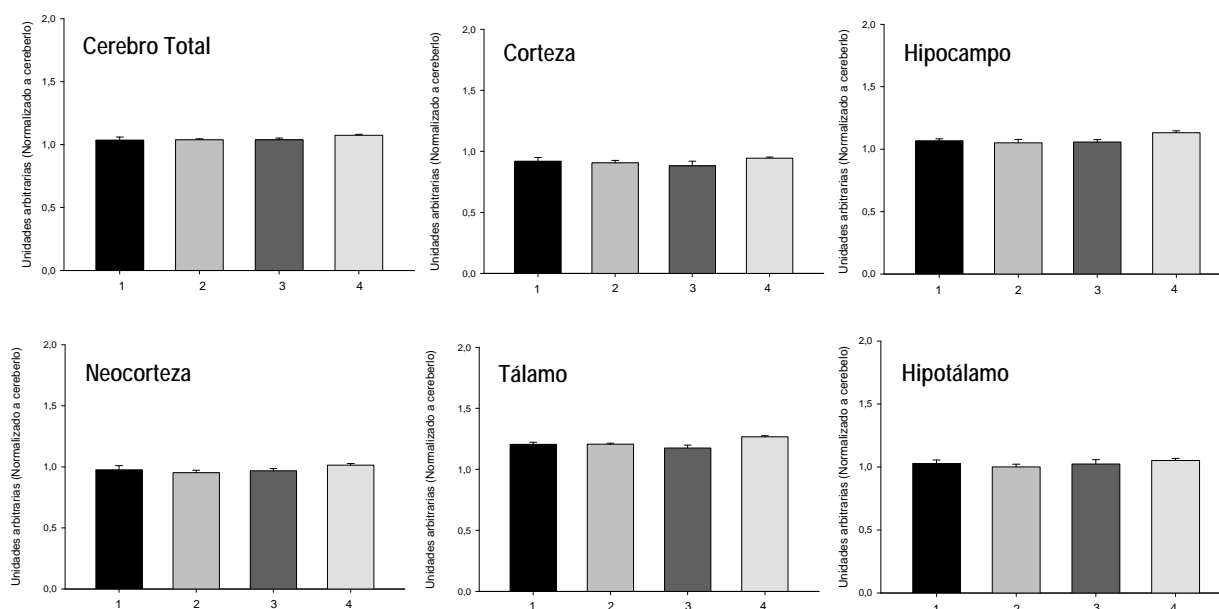 Unidades arbitrarias (Normalizado a cereberlo)
2,0
1,5
1,0
0,5
0,0
Cerebro Total
1 2 3 4
Unidades arbitrarias (Normalizado a cereberlo)
2,0
1,5
1,0
0,5
0,0
Corteza
1 2 3 4
Unidades arbitrarias (Normalizado a cereberlo)
2,0
1,5
1,0
0,5
0,0
Hipocampo
1 2 3 4
Unidades arbitrarias (Normalizado a cereberlo)
2,0
1,5
1,0
0,5
0,0
Neocorteza
1 2 3 4
Unidades arbitrarias (Normalizado a cereberlo)
2,0
1,5
1,0
0,5
0,0
Tálamo
1 2 3 4
Unidades arbitrarias (Normalizado a cerebelo)
2,0
1,5
1,0
0,5
0,0
Hipotálamo
1 2 3 4